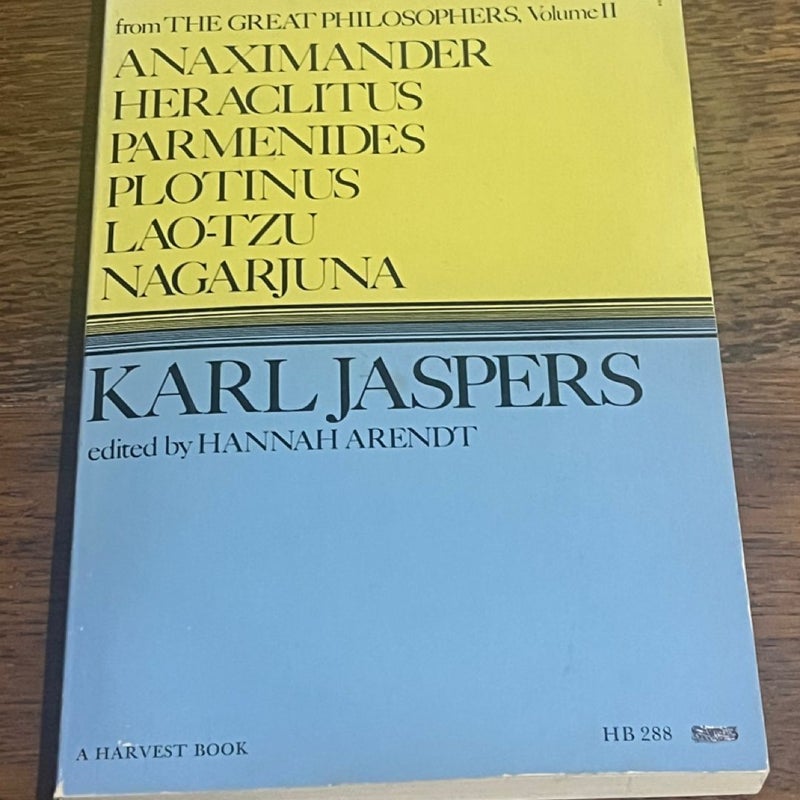 from THE GREAT PHILOSOPHERS, Volume II
ANAXIMANDER
HERACLITUS
PARMENIDES
PLOTINUS
LAO-TZU
NAGARJUNA
KARL JASPERS
edited by HANNAH ARENDT
A HARVEST BOOK
HB 288